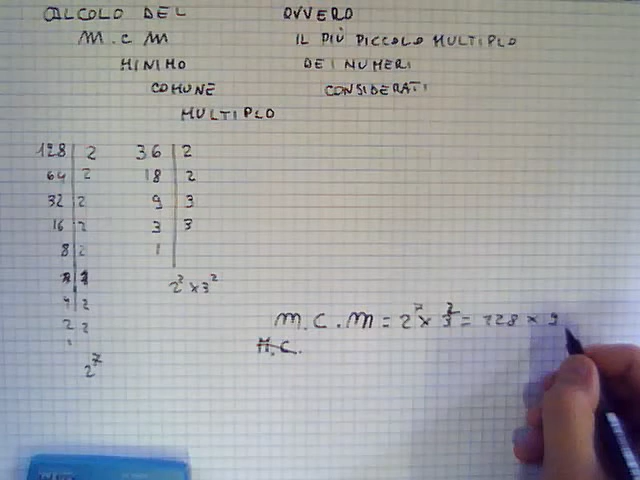 CALCOLO DEL OVVERO
M.C M IL PIÙ PICCOLO MULTIPLO
MINIMO DEI NUMERI
COMUNE CONSIDERATI
MULTIPLO
128 | 2 36 | 2
64 | 2 18 | 2
32 | 2 9 | 3
16 | 2 3 | 3
8 | 2 1
4 | 2 2² x 3²
2 2
2⁷
M.C.M = 2⁷ x 3² = 128 x 9
M.C.